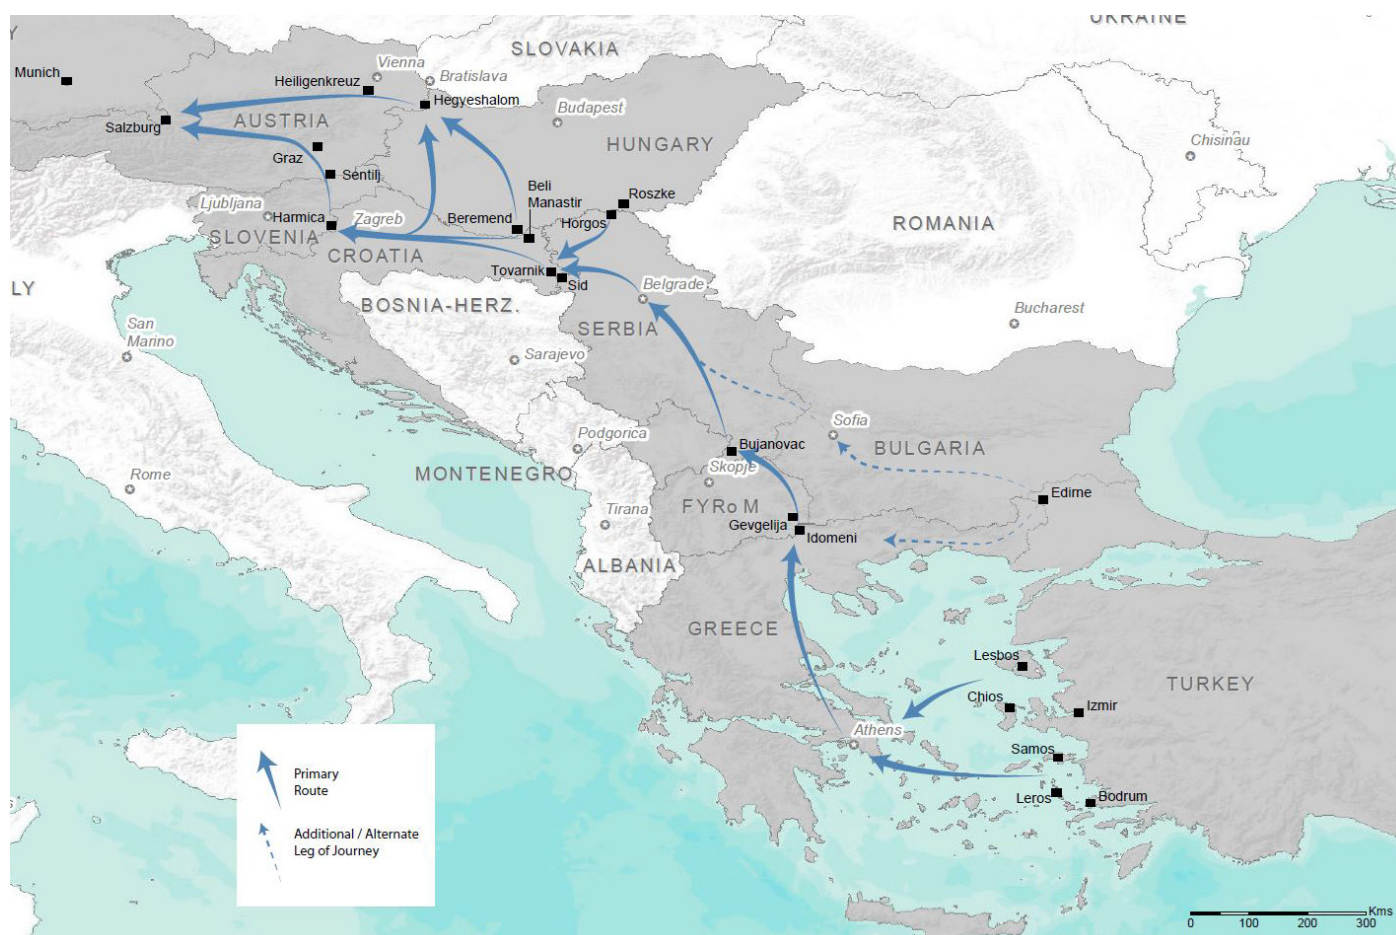 UKRAINE
Y
SLOVAKIA
Munich
Vienna
Heiligenkreuz
Bratislava
Hegyeshalom
Budapest
Salzburg
AUSTRIA
HUNGARY
Chisinau
Graz
Sentilj
Beli
Manastir
Roszke
Ljubljana
Harmica
Zagreb
Beremend
Horgos
ROMANIA
SLOVENIA
CROATIA
Tovarnik
Sid
Belgrade
LY
BOSNIA-HERZ.
Bucharest
San
Marino
SERBIA
Sarajevo
Sofia
Podgorica
Bujanovac
BULGARIA
Rome
MONTENEGRO
Skopje
Edirne
Tirana
FYRoM
Gevgelija
Idomeni
ALBANIA
GREECE
Lesbos
TURKEY
Chios
Izmir
Athens
Samos
Leros
Bodrum
Primary
Route
Additional / Alternate
Leg of Journey
Kms
0 100 200 300